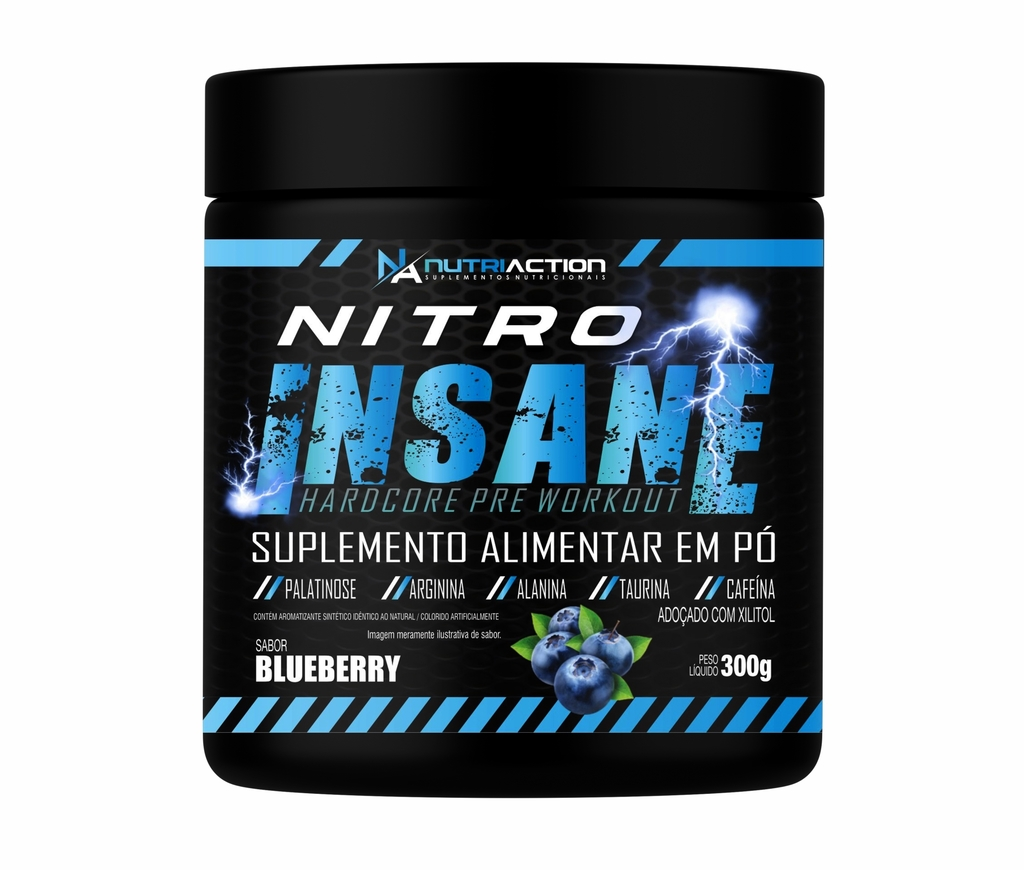 NA NUTRIACTION
SUPLEMENTOS NUTRICIONAIS
NITRO
INSANE
HARDCORE PRE WORKOUT
SUPLEMENTO ALIMENTAR EM PÓ
PALATINOSE ARGININA ALANINA TAURINA CAFEÍNA
CONTÉM AROMATIZANTE SINTÉTICO IDÊNTICO AO NATURAL / COLORIDO ARTIFICIALMENTE
ADOÇADO COM XILITOL
Imagem meramente ilustrativa de sabor.
SABOR
BLUEBERRY
PESO
LÍQUIDO 300g